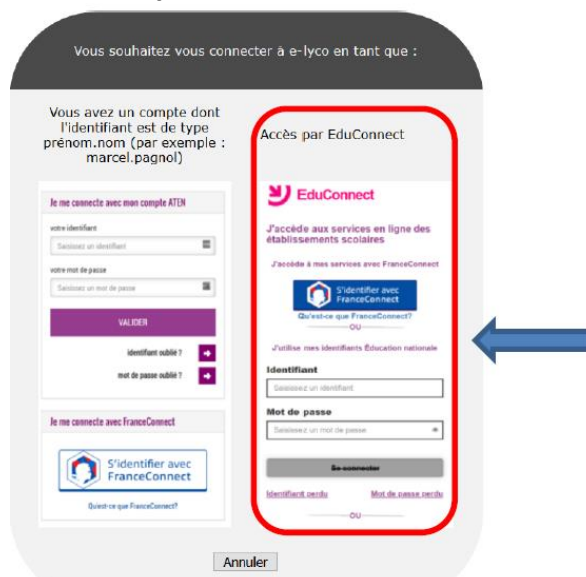 Vous souhaitez vous connecter à e-lyco en tant que :
Vous avez un compte dont
l'identifiant est de type
prénom.nom (par exemple :
marcel.pagnol)
Je me connecte avec mon compte ATEN
votre identifiant
Saisissez un identifiant
votre mot de passe
Saisissez un mot de passe
VALIDER
identifiant oublié ?
mot de passe oublié ?
Je me connecte avec FranceConnect
S'identifier avec
FranceConnect
Qu'est-ce que FranceConnect?
Accès par EduConnect
EduConnect
J'accède aux services en ligne des
établissements scolaires
J'accède à mes services avec FranceConnect
S'identifier avec
FranceConnect
Qu'est-ce que FranceConnect?
OU
J'utilise mes identifiants Éducation nationale
Identifiant
Saisissez un identifiant
Mot de passe
Saisissez un mot de passe
Se connecter
Identifiant perdu
Mot de passe perdu
OU
Annuler